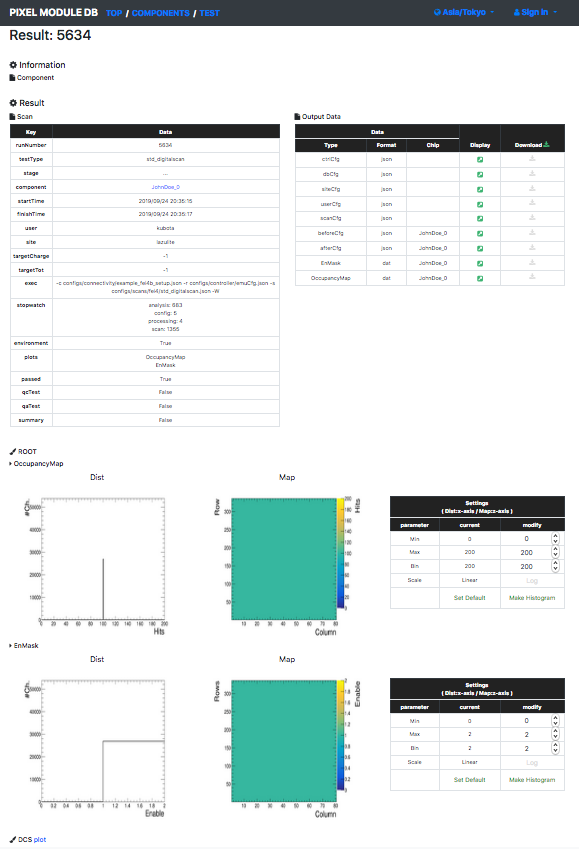 PIXEL MODULE DB TOP / COMPONENTS / TEST Asia/Tokyo Sign in
Result: 5634
Information
Component
Result
Scan
Key Data
runNumber 5634
testType std_digitalscan
stage ...
component JohnDoe_0
startTime 2019/09/24 20:35:15
finishTime 2019/09/24 20:35:17
user kubota
site lazulite
targetCharge -1
targetTot -1
exec -c configs/connectivity/example_fei4b_setup.json -r configs/controller/emuCfg.json -s
configs/scans/fei4/std_digitalscan.json -W
stopwatch analysis: 683
config: 5
processing: 4
scan: 1355
environment True
plots OccupancyMap
EnMask
passed True
qcTest False
qaTest False
summary False
Output Data
Data
Type Format Chip Display Download
ctrlCfg json
dbCfg json
siteCfg json
userCfg json
scanCfg json
beforeCfg json JohnDoe_0
afterCfg json JohnDoe_0
EnMask dat JohnDoe_0
OccupancyMap dat JohnDoe_0
ROOT
OccupancyMap
Dist
#Ch.
50000
40000
30000
20000
10000
0
0 20 40 60 80 100 120 140 160 180 200
Hits
Map
Row
300
250
200
150
100
50
10 20 30 40 50 60 70 80
Column
200
180
160
140
120
100
80
60
40
20
0
Hits
Settings
( Dist:x-axis / Map:z-axis )
parameter current modify
Min 0 0
Max 200 200
Bin 200 200
Scale Linear Log
Set Default Make Histogram
EnMask
Dist
#Ch.
50000
40000
30000
20000
10000
0
0 0.2 0.4 0.6 0.8 1 1.2 1.4 1.6 1.8 2
Enable
Map
Rows
300
250
200
150
100
50
10 20 30 40 50 60 70 80
Column
2
1.8
1.6
1.4
1.2
1
0.8
0.6
0.4
0.2
0
Enable
Settings
( Dist:x-axis / Map:z-axis )
parameter current modify
Min 0 0
Max 2 2
Bin 2 2
Scale Linear Log
Set Default Make Histogram
DCS plot